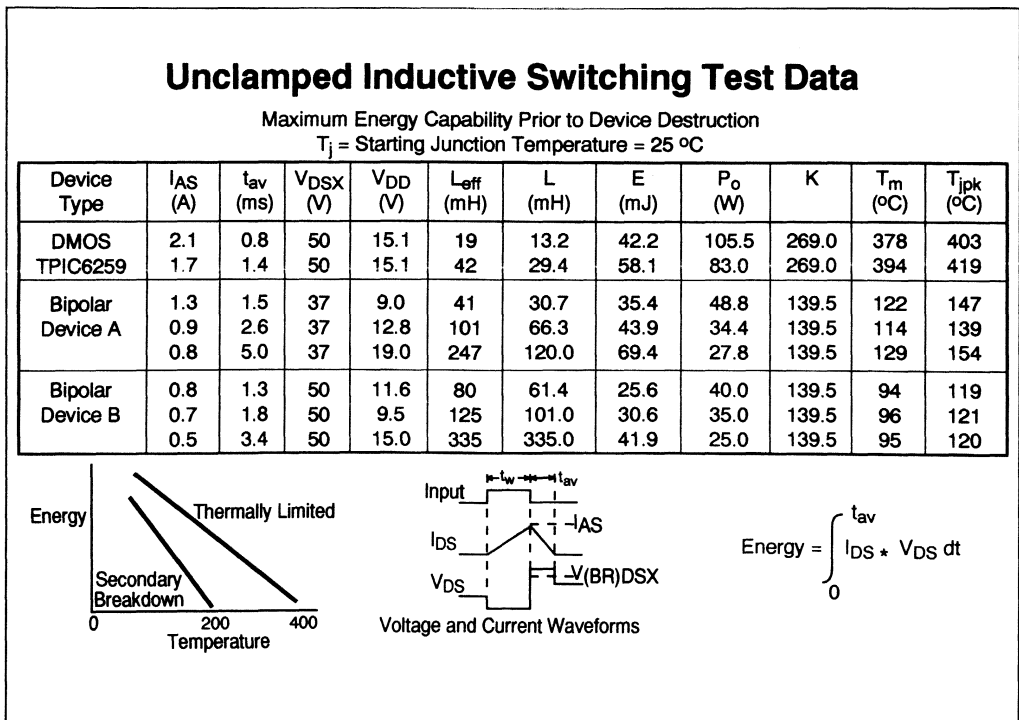 Unclamped Inductive Switching Test Data
Maximum Energy Capability Prior to Device Destruction
Tj = Starting Junction Temperature = 25 ºC
Device Type IAS (A) tav (ms) VDSX (V) VDD (V) Leff (mH) L (mH) E (mJ) Po (W) K Tm (ºC) Tjpk (ºC)
DMOS 2.1 0.8 50 15.1 19 13.2 42.2 105.5 269.0 378 403
TPIC6259 1.7 1.4 50 15.1 42 29.4 58.1 83.0 269.0 394 419
Bipolar 1.3 1.5 37 9.0 41 30.7 35.4 48.8 139.5 122 147
Device A 0.9 2.6 37 12.8 101 66.3 43.9 34.4 139.5 114 139
0.8 5.0 37 19.0 247 120.0 69.4 27.8 139.5 129 154
Bipolar 0.8 1.3 50 11.6 80 61.4 25.6 40.0 139.5 94 119
Device B 0.7 1.8 50 9.5 125 101.0 30.6 35.0 139.5 96 121
0.5 3.4 50 15.0 335 335.0 41.9 25.0 139.5 95 120
Energy
Thermally Limited
Secondary
Breakdown
0 200 400
Temperature
tw tav
Input
IAS
IDS
V(BR)DSX
VDS
Voltage and Current Waveforms
tav
Energy = ∫ IDS * VDS dt
0